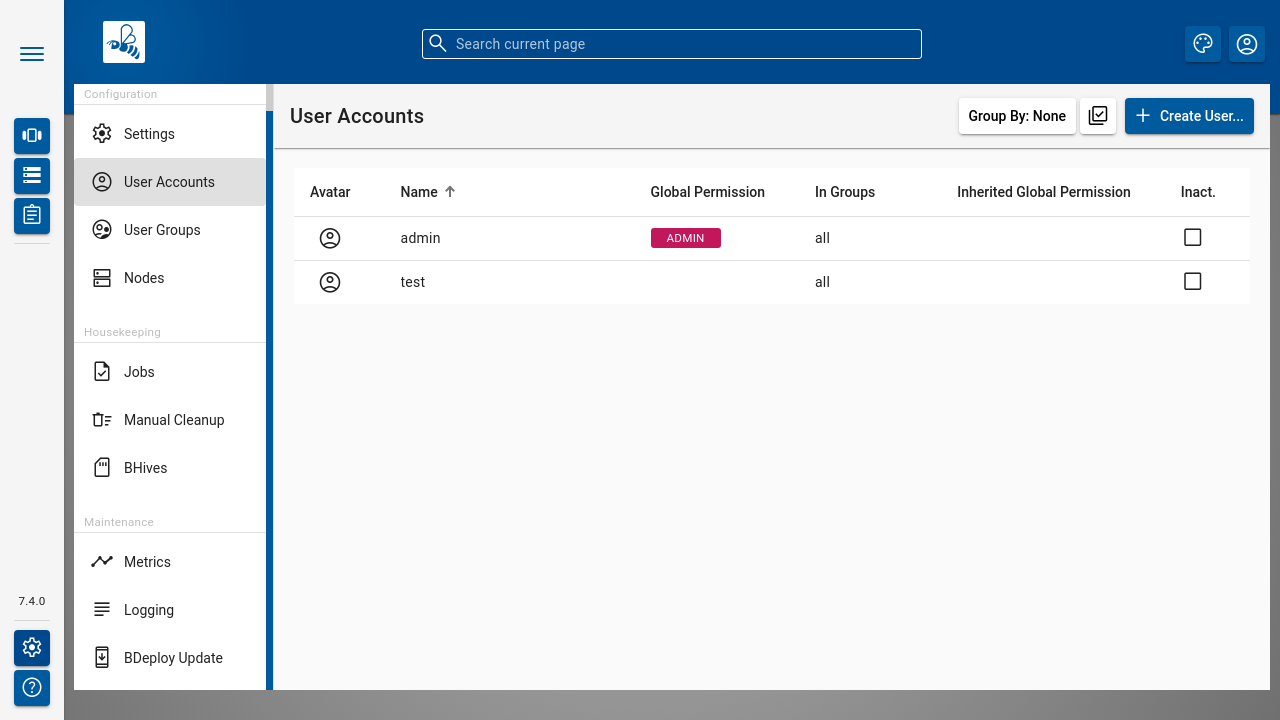 Search current page
Configuration
Settings
User Accounts
User Groups
Nodes
Housekeeping
Jobs
Manual Cleanup
BHives
Maintenance
Metrics
Logging
BDeploy Update
7.4.0
User Accounts
Group By: None
Create User...
Avatar Name Global Permission In Groups Inherited Global Permission Inact.
admin ADMIN all
test all